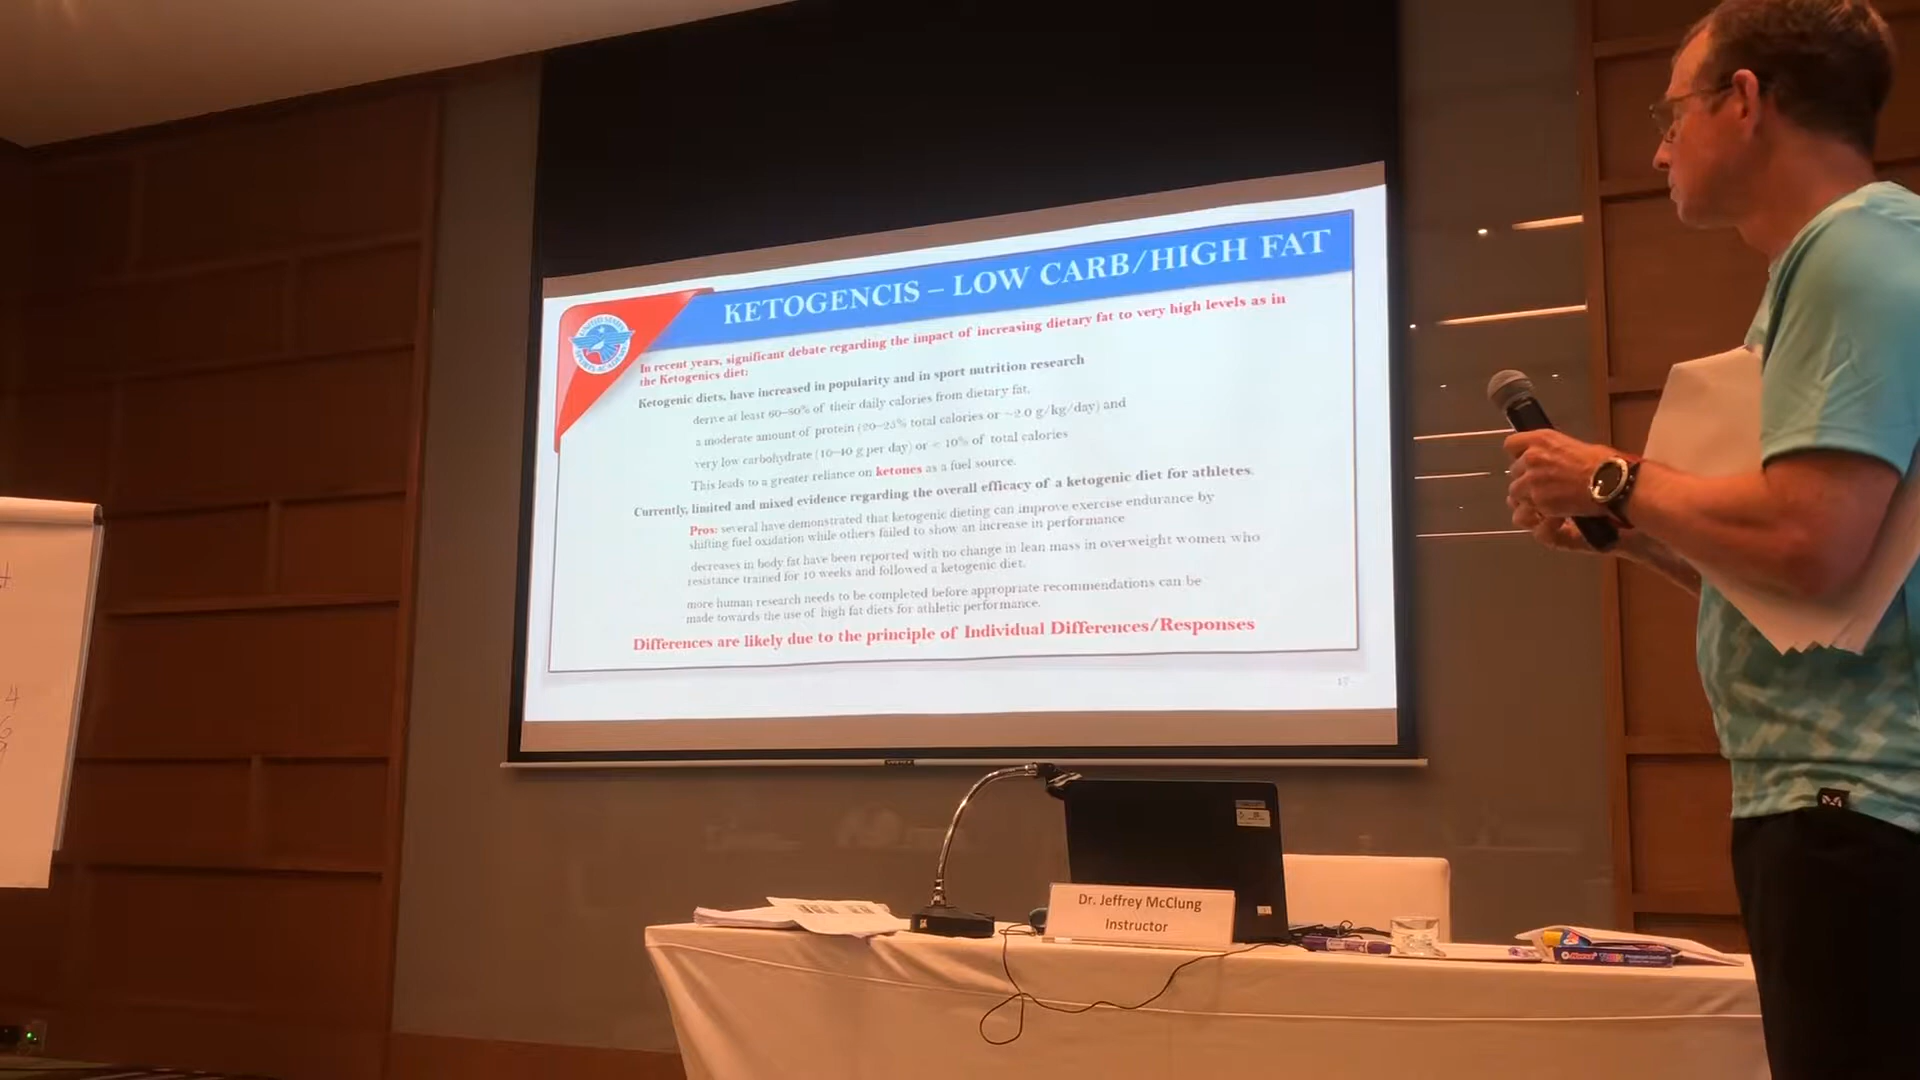 KETOGENCIS – LOW CARB/HIGH FAT
UNITED STATES
SPORTS ACADEMY
In recent years, significant debate regarding the impact of increasing dietary fat to very high levels as in
the Ketogenics diet:
Ketogenic diets, have increased in popularity and in sport nutrition research
derive at least 60–80% of their daily calories from dietary fat,
a moderate amount of protein (20–25% total calories or ~2.0 g/kg/day) and
very low carbohydrate (10–40 g per day) or < 10% of total calories
This leads to a greater reliance on ketones as a fuel source.
Currently, limited and mixed evidence regarding the overall efficacy of a ketogenic diet for athletes.
Pros: several have demonstrated that ketogenic dieting can improve exercise endurance by
shifting fuel oxidation while others failed to show an increase in performance
decreases in body fat have been reported with no change in lean mass in overweight women who
resistance trained for 10 weeks and followed a ketogenic diet.
more human research needs to be completed before appropriate recommendations can be
made towards the use of high fat diets for athletic performance.
Differences are likely due to the principle of Individual Differences/Responses
4
6
9
Dr. Jeffrey McClung
Instructor